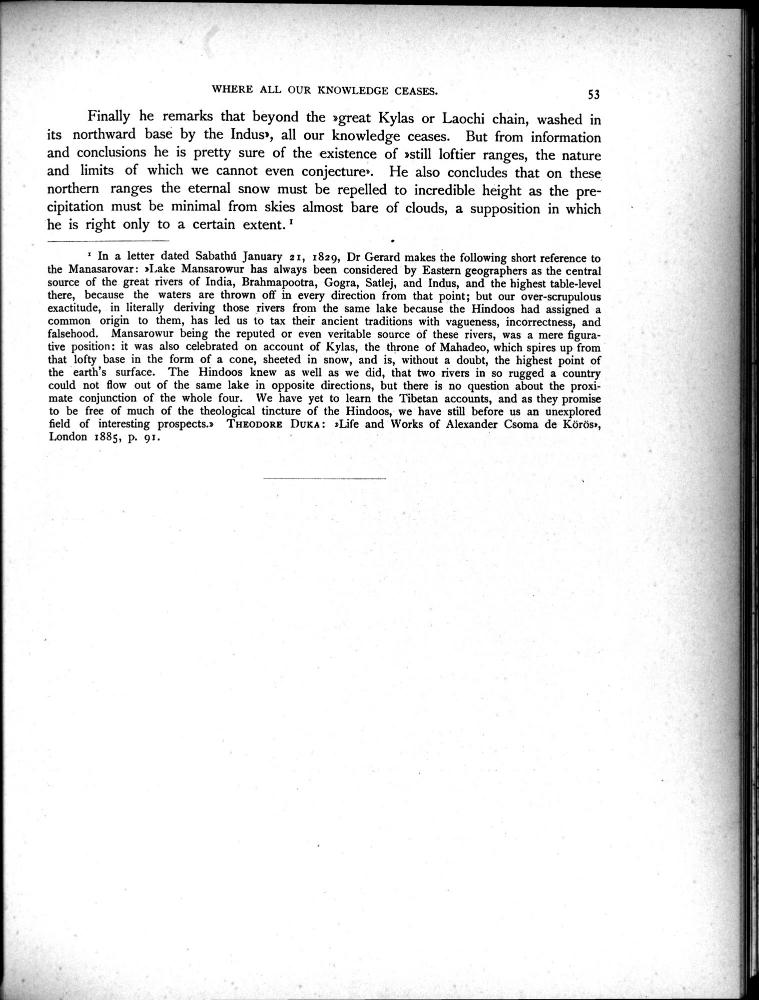 WHERE ALL OUR KNOWLEDGE CEASES.
53
Finally he remarks that beyond the »great Kylas or Laochi chain, washed in
its northward base by the Indus», all our knowledge ceases. But from information
and conclusions he is pretty sure of the existence of »still loftier ranges, the nature
and limits of which we cannot even conjecture». He also concludes that on these
northern ranges the eternal snow must be repelled to incredible height as the pre-
cipitation must be minimal from skies almost bare of clouds, a supposition in which
he is right only to a certain extent.¹
¹ In a letter dated Sabathú January 21, 1829, Dr Gerard makes the following short reference to
the Manasarovar: »Lake Mansarowur has always been considered by Eastern geographers as the central
source of the great rivers of India, Brahmapootra, Gogra, Satlej, and Indus, and the highest table-level
there, because the waters are thrown off in every direction from that point; but our over-scrupulous
exactitude, in literally deriving those rivers from the same lake because the Hindoos had assigned a
common origin to them, has led us to tax their ancient traditions with vagueness, incorrectness, and
falsehood. Mansarowur being the reputed or even veritable source of these rivers, was a mere figura-
tive position: it was also celebrated on account of Kylas, the throne of Mahadeo, which spires up from
that lofty base in the form of a cone, sheeted in snow, and is, without a doubt, the highest point of
the earth's surface. The Hindoos knew as well as we did, that two rivers in so rugged a country
could not flow out of the same lake in opposite directions, but there is no question about the proxi-
mate conjunction of the whole four. We have yet to learn the Tibetan accounts, and as they promise
to be free of much of the theological tincture of the Hindoos, we have still before us an unexplored
field of interesting prospects.» THEODORE DUKA: »Life and Works of Alexander Csoma de Körös»,
London 1885, p. 91.